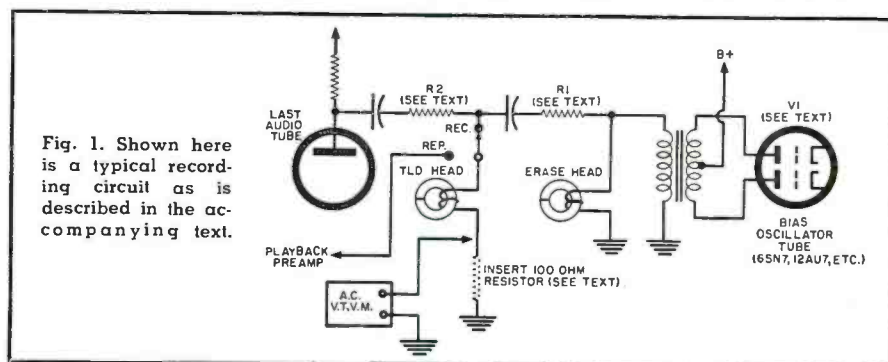 Fig. 1. Shown here
is a typical record-
ing circuit as is
described in the ac-
companying text.
LAST
AUDIO
TUBE
R2
(SEE TEXT)
REC.
REP.
TLD HEAD
PLAYBACK
PREAMP
A.C.
V.T.V.M.
INSERT 100 OHM
RESISTOR (SEE TEXT)
R1
(SEE TEXT)
ERASE HEAD
B+
V1
(SEE TEXT)
BIAS
OSCILLATOR
TUBE
(6SN7, 12AU7, ETC.)